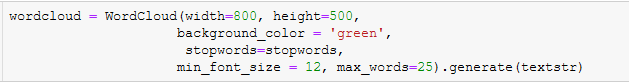 wordcloud = WordCloud(width=800, height=500,
background_color = 'green',
stopwords=stopwords,
min_font_size = 12, max_words=25).generate(textstr)